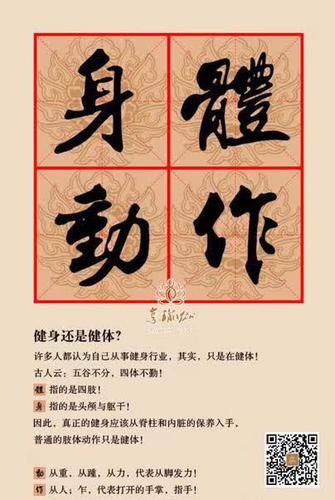 身體
動作
健身还是健体？
许多人都认为自己从事健身行业，其实，只是在健体！
古人云：五谷不分，四体不勤！
體 指的是四肢！
身 指的是头颅与躯干！
因此，真正的健身应该从脊柱和内脏的保养入手，
普通的肢体动作只是健体！
動 从重，从踵，从力，代表从脚发力！
作 从人；乍，代表打开的手掌，指手！